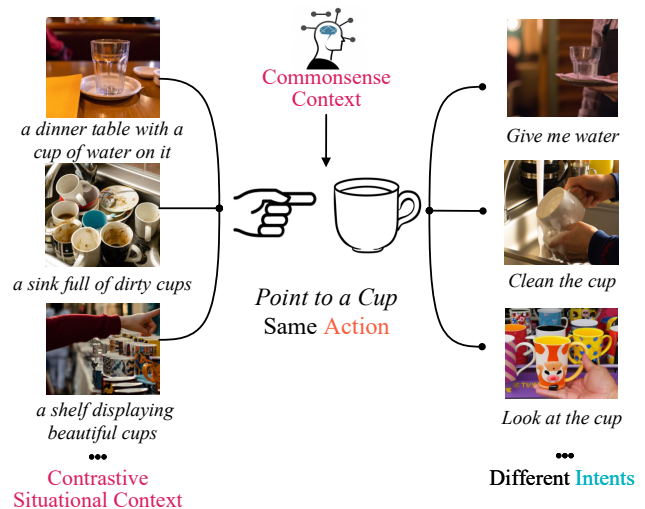 Commonsense
Context
a dinner table with a
cup of water on it
a sink full of dirty cups
a shelf displaying
beautiful cups
•••
Contrastive
Situational Context
Point to a Cup
Same Action
Give me water
Clean the cup
Look at the cup
•••
Different Intents